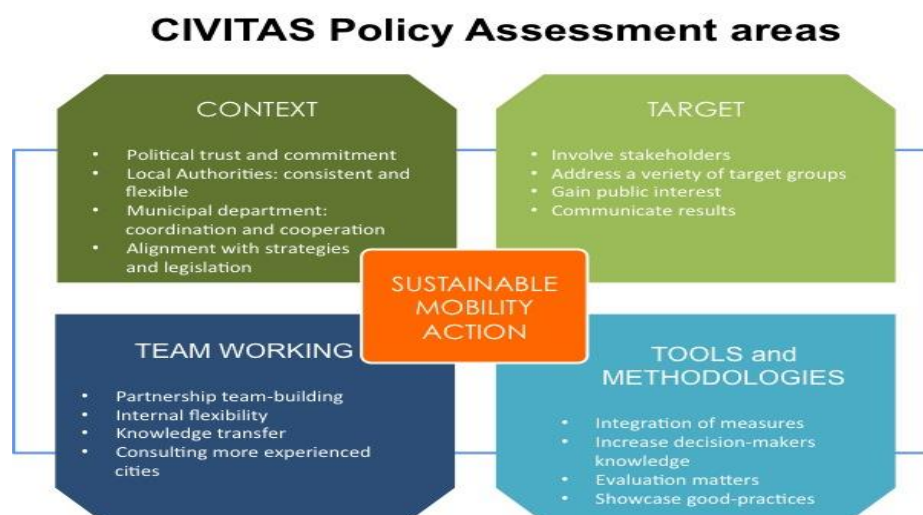 CIVITAS Policy Assessment areas
CONTEXT
• Political trust and commitment
• Local Authorities: consistent and
flexible
• Municipal department:
coordination and cooperation
• Alignment with strategies
and legislation
TARGET
• Involve stakeholders
• Address a veriety of target groups
• Gain public interest
• Communicate results
SUSTAINABLE
MOBILITY
ACTION
TEAM WORKING
• Partnership team-building
• Internal flexibility
• Knowledge transfer
• Consulting more experienced
cities
TOOLS and
METHODOLOGIES
• Integration of measures
• Increase decision-makers
knowledge
• Evaluation matters
• Showcase good-practices